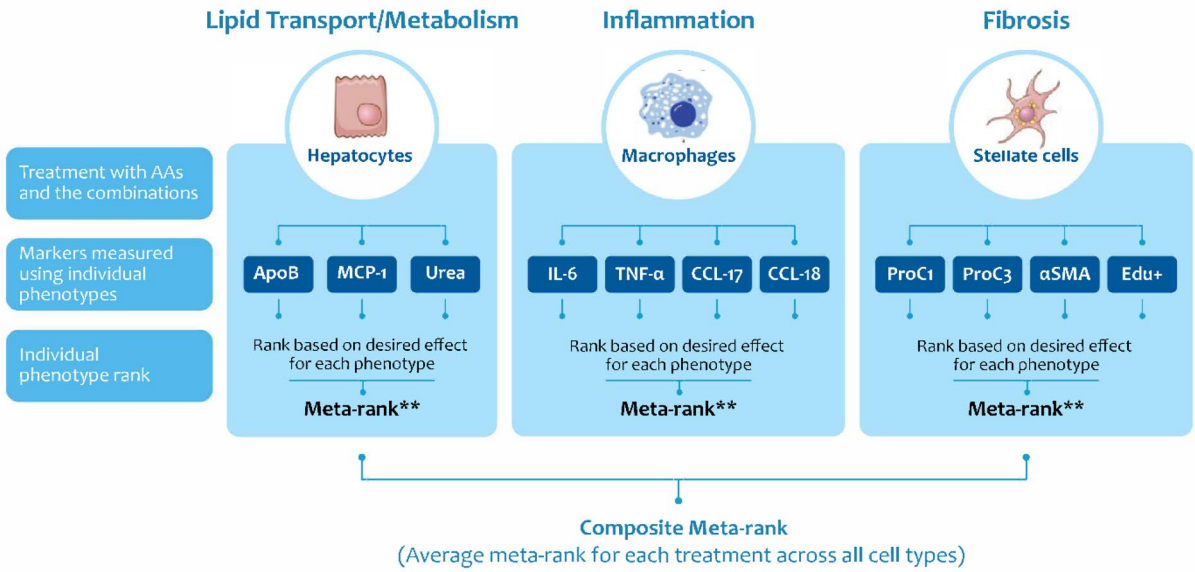 Lipid Transport/Metabolism
Inflammation
Fibrosis
Hepatocytes
Macrophages
Stellate cells
Treatment with AAs
and the combinations
Markers measured
using individual
phenotypes
Individual
phenotype rank
ApoB
MCP-1
Urea
IL-6
TNF-α
CCL-17
CCL-18
ProC1
ProC3
αSMA
Edu+
Rank based on desired effect
for each phenotype
Meta-rank**
Rank based on desired effect
for each phenotype
Meta-rank**
Rank based on desired effect
for each phenotype
Meta-rank**
Composite Meta-rank
(Average meta-rank for each treatment across all cell types)